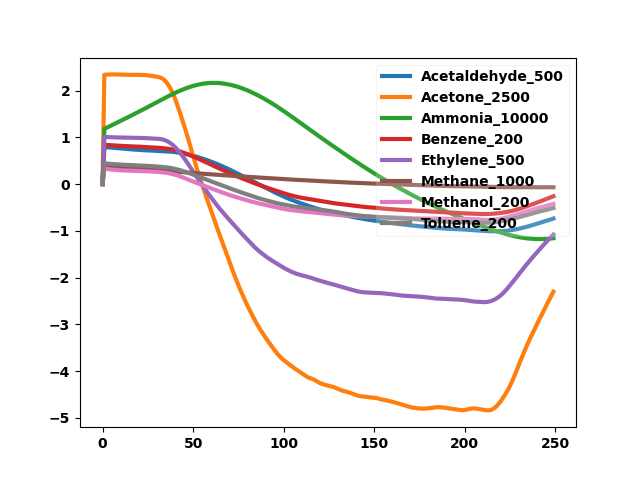 Acetaldehyde_500
Acetone_2500
Ammonia_10000
Benzene_200
Ethylene_500
Methane_1000
Methanol_200
Toluene_200
2
1
0
−1
−2
−3
−4
−5
0 50 100 150 200 250